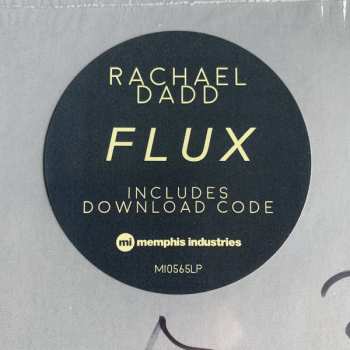 RACHAEL
DADD
FLUX
INCLUDES
DOWNLOAD CODE
mi memphis industries
MI0565LP